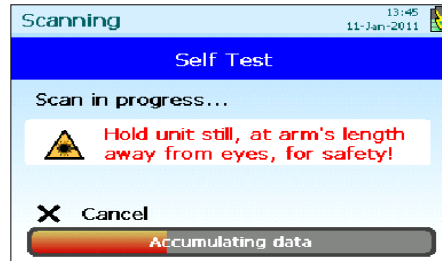 Scanning
13:45
11-Jan-2011
Self Test
Scan in progress...
Hold unit still, at arm's length
away from eyes, for safety!
Cancel
Accumulating data